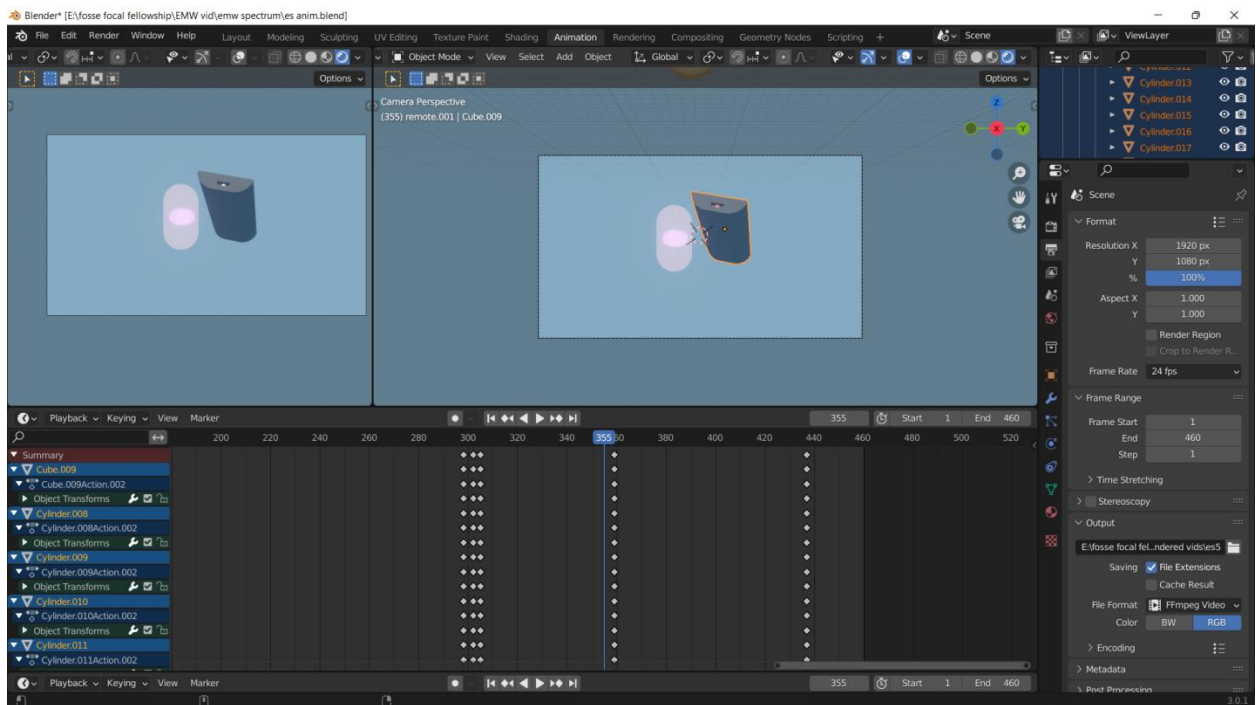 Blender* [E:\fosse focal fellowship\EMW vid\emw spectrum\es anim.blend]
File Edit Render Window Help Layout Modeling Sculpting UV Editing Texture Paint Shading Animation Rendering Compositing Geometry Nodes Scripting + Scene ViewLayer
Object Mode View Select Add Object Global
Options Options
Cylinder.013
Cylinder.014
Cylinder.015
Cylinder.016
Cylinder.017
Camera Perspective
(355) remote.001 | Cube.009
Z
X
Y
Scene
Format
Resolution X 1920 px
Y 1080 px
% 100%
Aspect X 1.000
Y 1.000
Render Region
Crop to Render R...
Frame Rate 24 fps
Frame Range
Frame Start 1
End 460
Step 1
Time Stretching
Stereoscopy
Output
E:\fosse focal fel...ndered vids\es5
Saving File Extensions
Cache Result
File Format FFmpeg Video
Color BW RGB
Encoding
Metadata
Post Processing
Playback Keying View Marker 355 Start 1 End 460
200 220 240 260 280 300 320 340 355 380 400 420 440 460 480 500 520
Summary
Cube.009
Cube.009Action.002
Object Transforms
Cylinder.008
Cylinder.008Action.002
Object Transforms
Cylinder.009
Cylinder.009Action.002
Object Transforms
Cylinder.010
Cylinder.010Action.002
Object Transforms
Cylinder.011
Cylinder.011Action.002
Playback Keying View Marker 355 Start 1 End 460
3.0.1